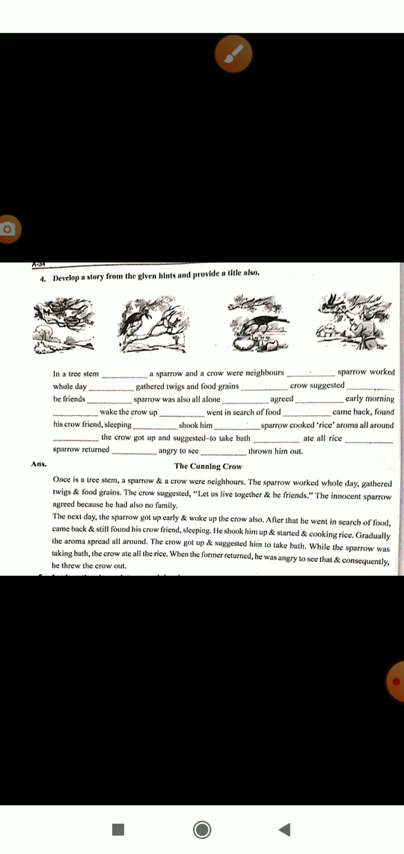 A-34
4. Develop a story from the given hints and provide a title also.
In a tree stem __________ a sparrow and a crow were neighbours __________ sparrow worked
whole day __________ gathered twigs and food grains __________ crow suggested __________
be friends __________ sparrow was also all alone __________ agreed __________ early morning
__________ wake the crow up __________ went in search of food __________ came back, found
his crow friend, sleeping __________ shook him __________ sparrow cooked 'rice' aroma all around
__________ the crow got up and suggested-to take bath __________ ate all rice __________
sparrow returned __________ angry to see __________ thrown him out.
Ans. The Cunning Crow
Once is a tree stem, a sparrow & a crow were neighbours. The sparrow worked whole day, gathered
twigs & food grains. The crow suggested, "Let us live together & be friends." The innocent sparrow
agreed because he had also no family.
The next day, the sparrow got up early & woke up the crow also. After that he went in search of food,
came back & still found his crow friend, sleeping. He shook him up & started & cooking rice. Gradually
the aroma spread all around. The crow got up & suggested him to take bath. While the sparrow was
taking bath, the crow ate all the rice. When the former returned, he was angry to see that & consequently,
he threw the crow out.